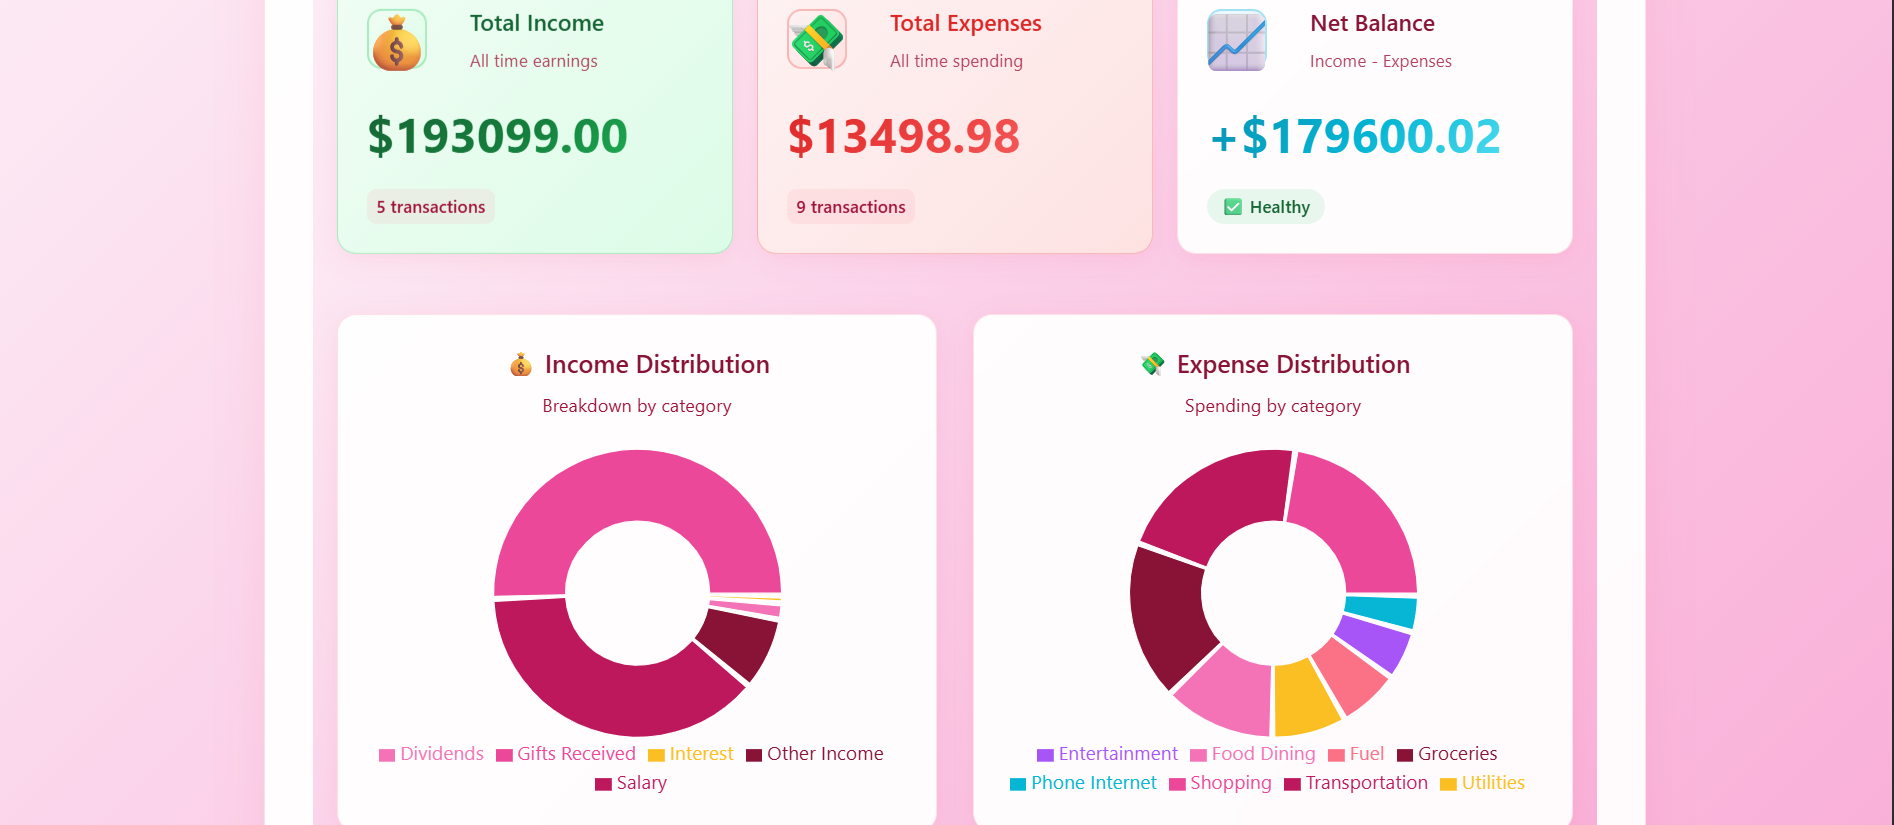 Total Income
All time earnings
$193099.00
5 transactions
Total Expenses
All time spending
$13498.98
9 transactions
Net Balance
Income - Expenses
+$179600.02
✅ Healthy
💰 Income Distribution
Breakdown by category
Dividends Gifts Received Interest Other Income
Salary
💸 Expense Distribution
Spending by category
Entertainment Food Dining Fuel Groceries
Phone Internet Shopping Transportation Utilities